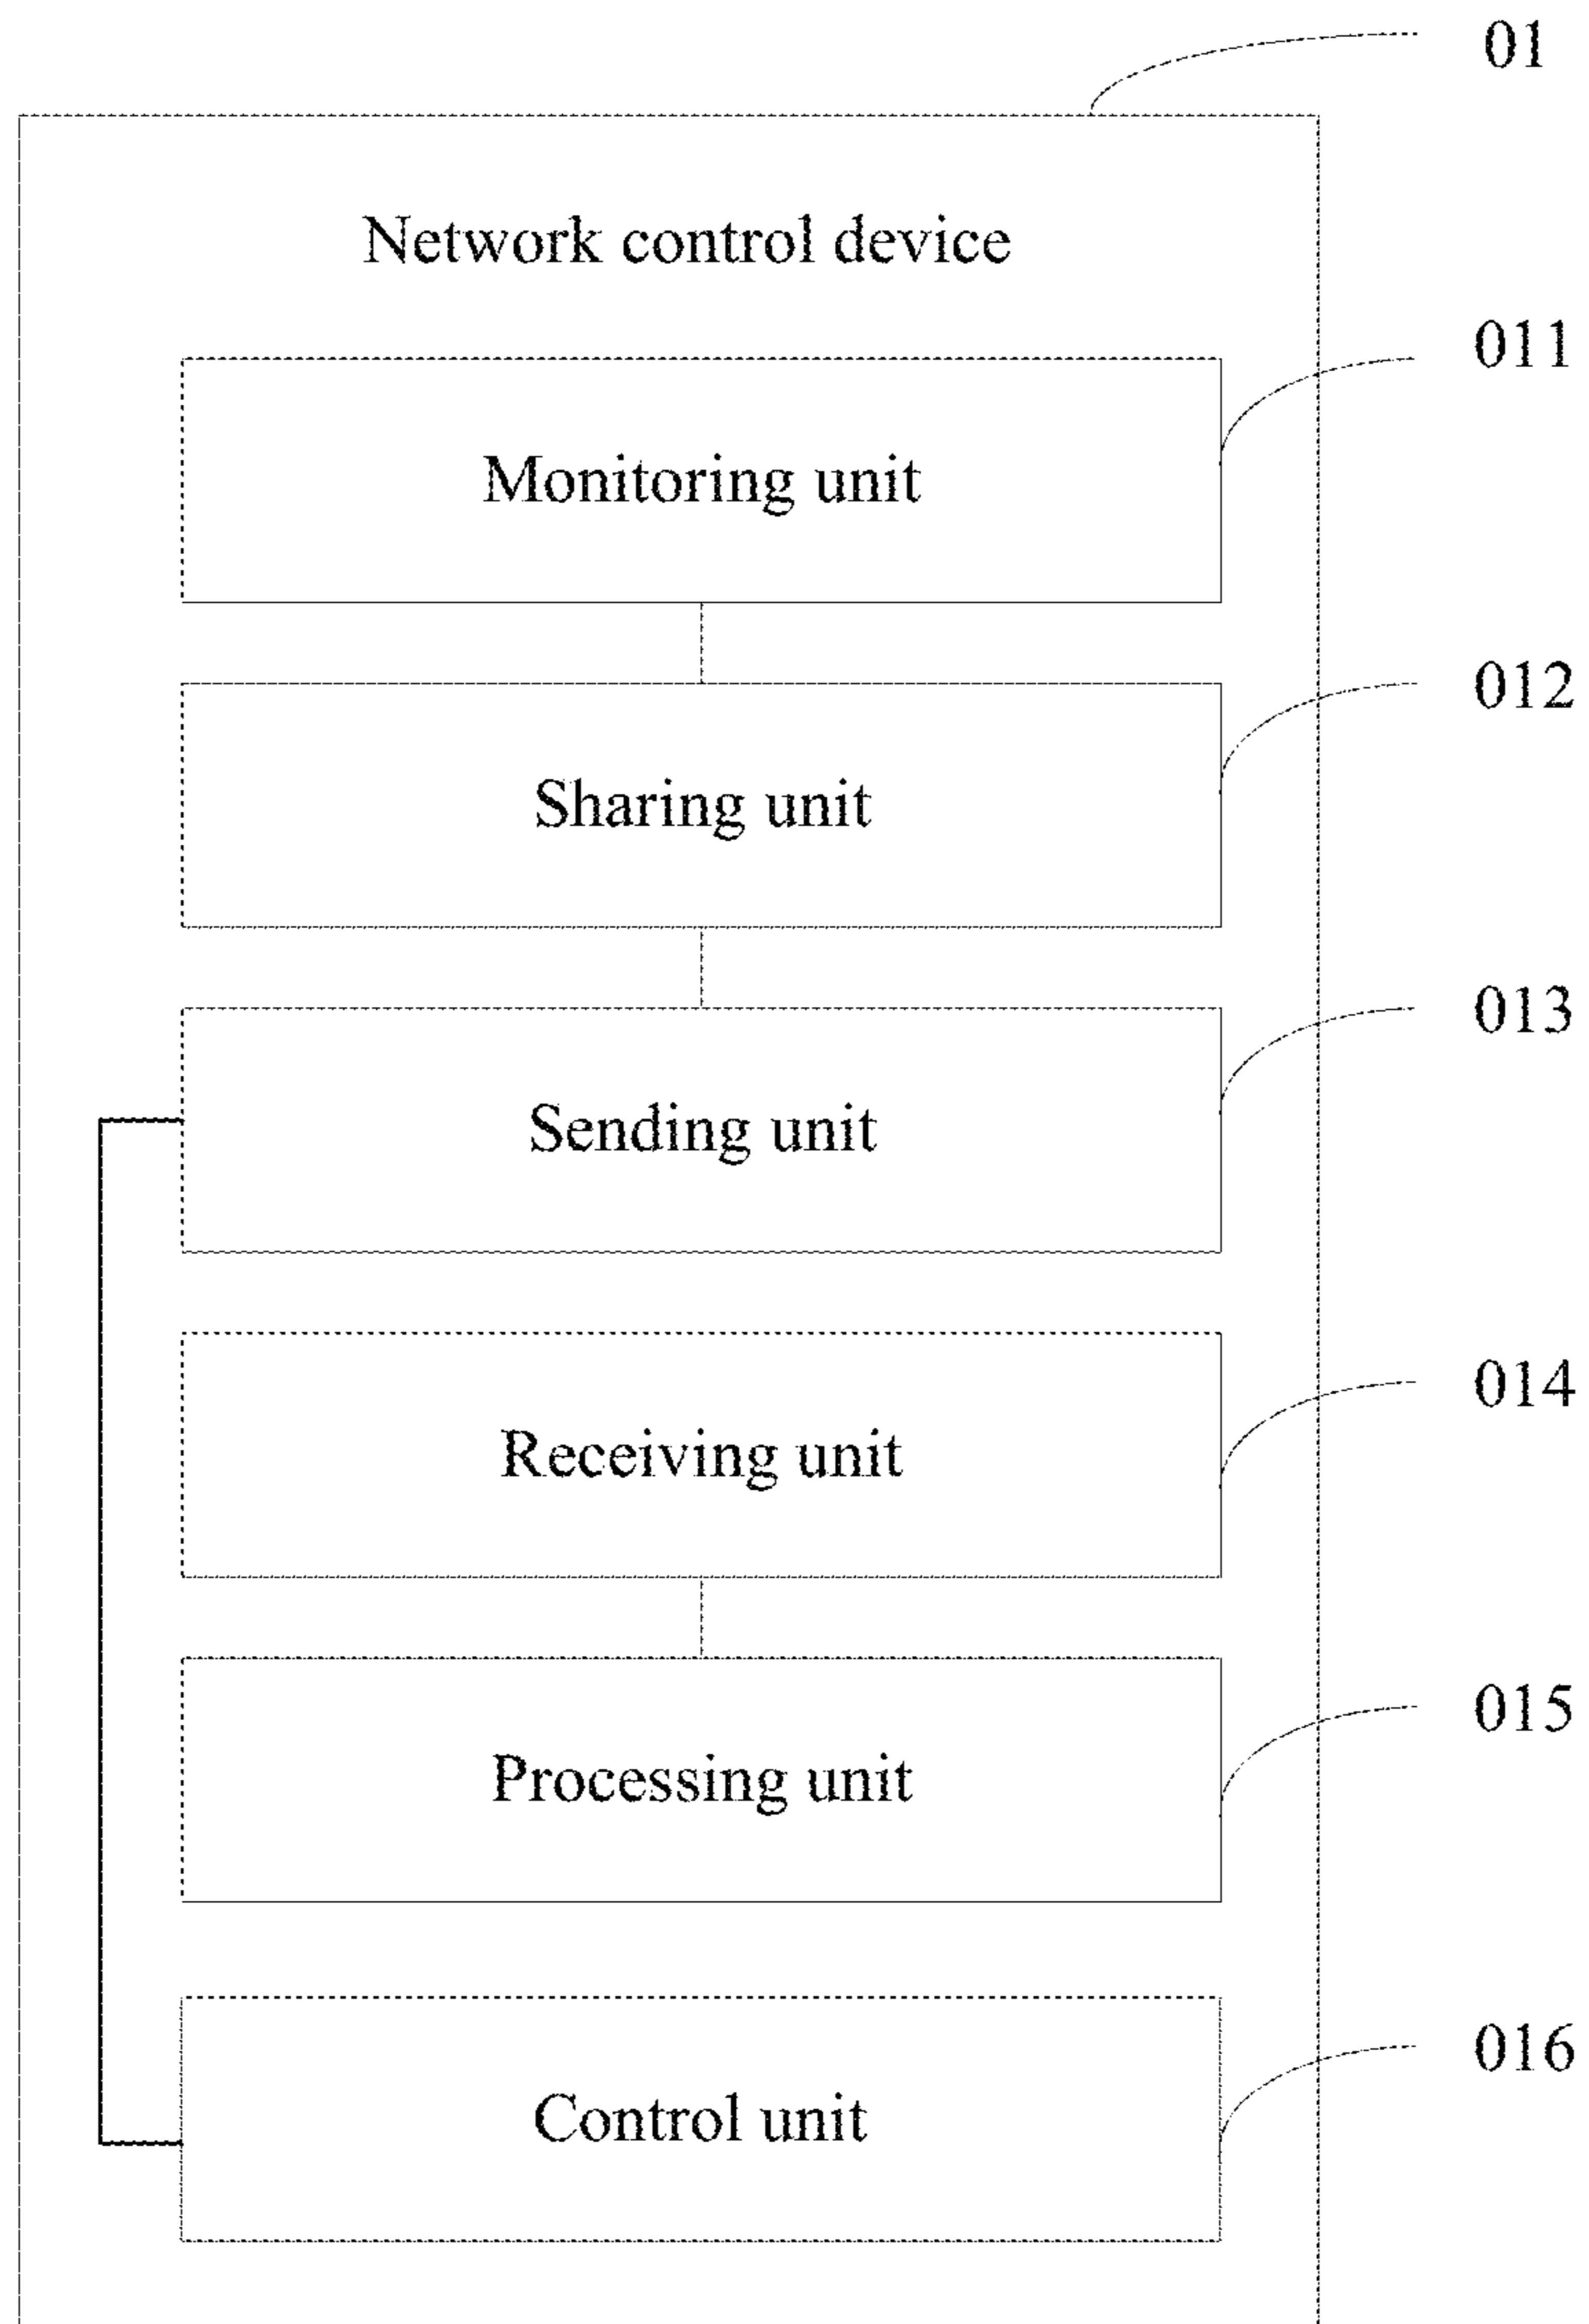 01
Network control device
011
Monitoring unit
012
Sharing unit
013
Sending unit
014
Receiving unit
015
Processing unit
016
Control unit